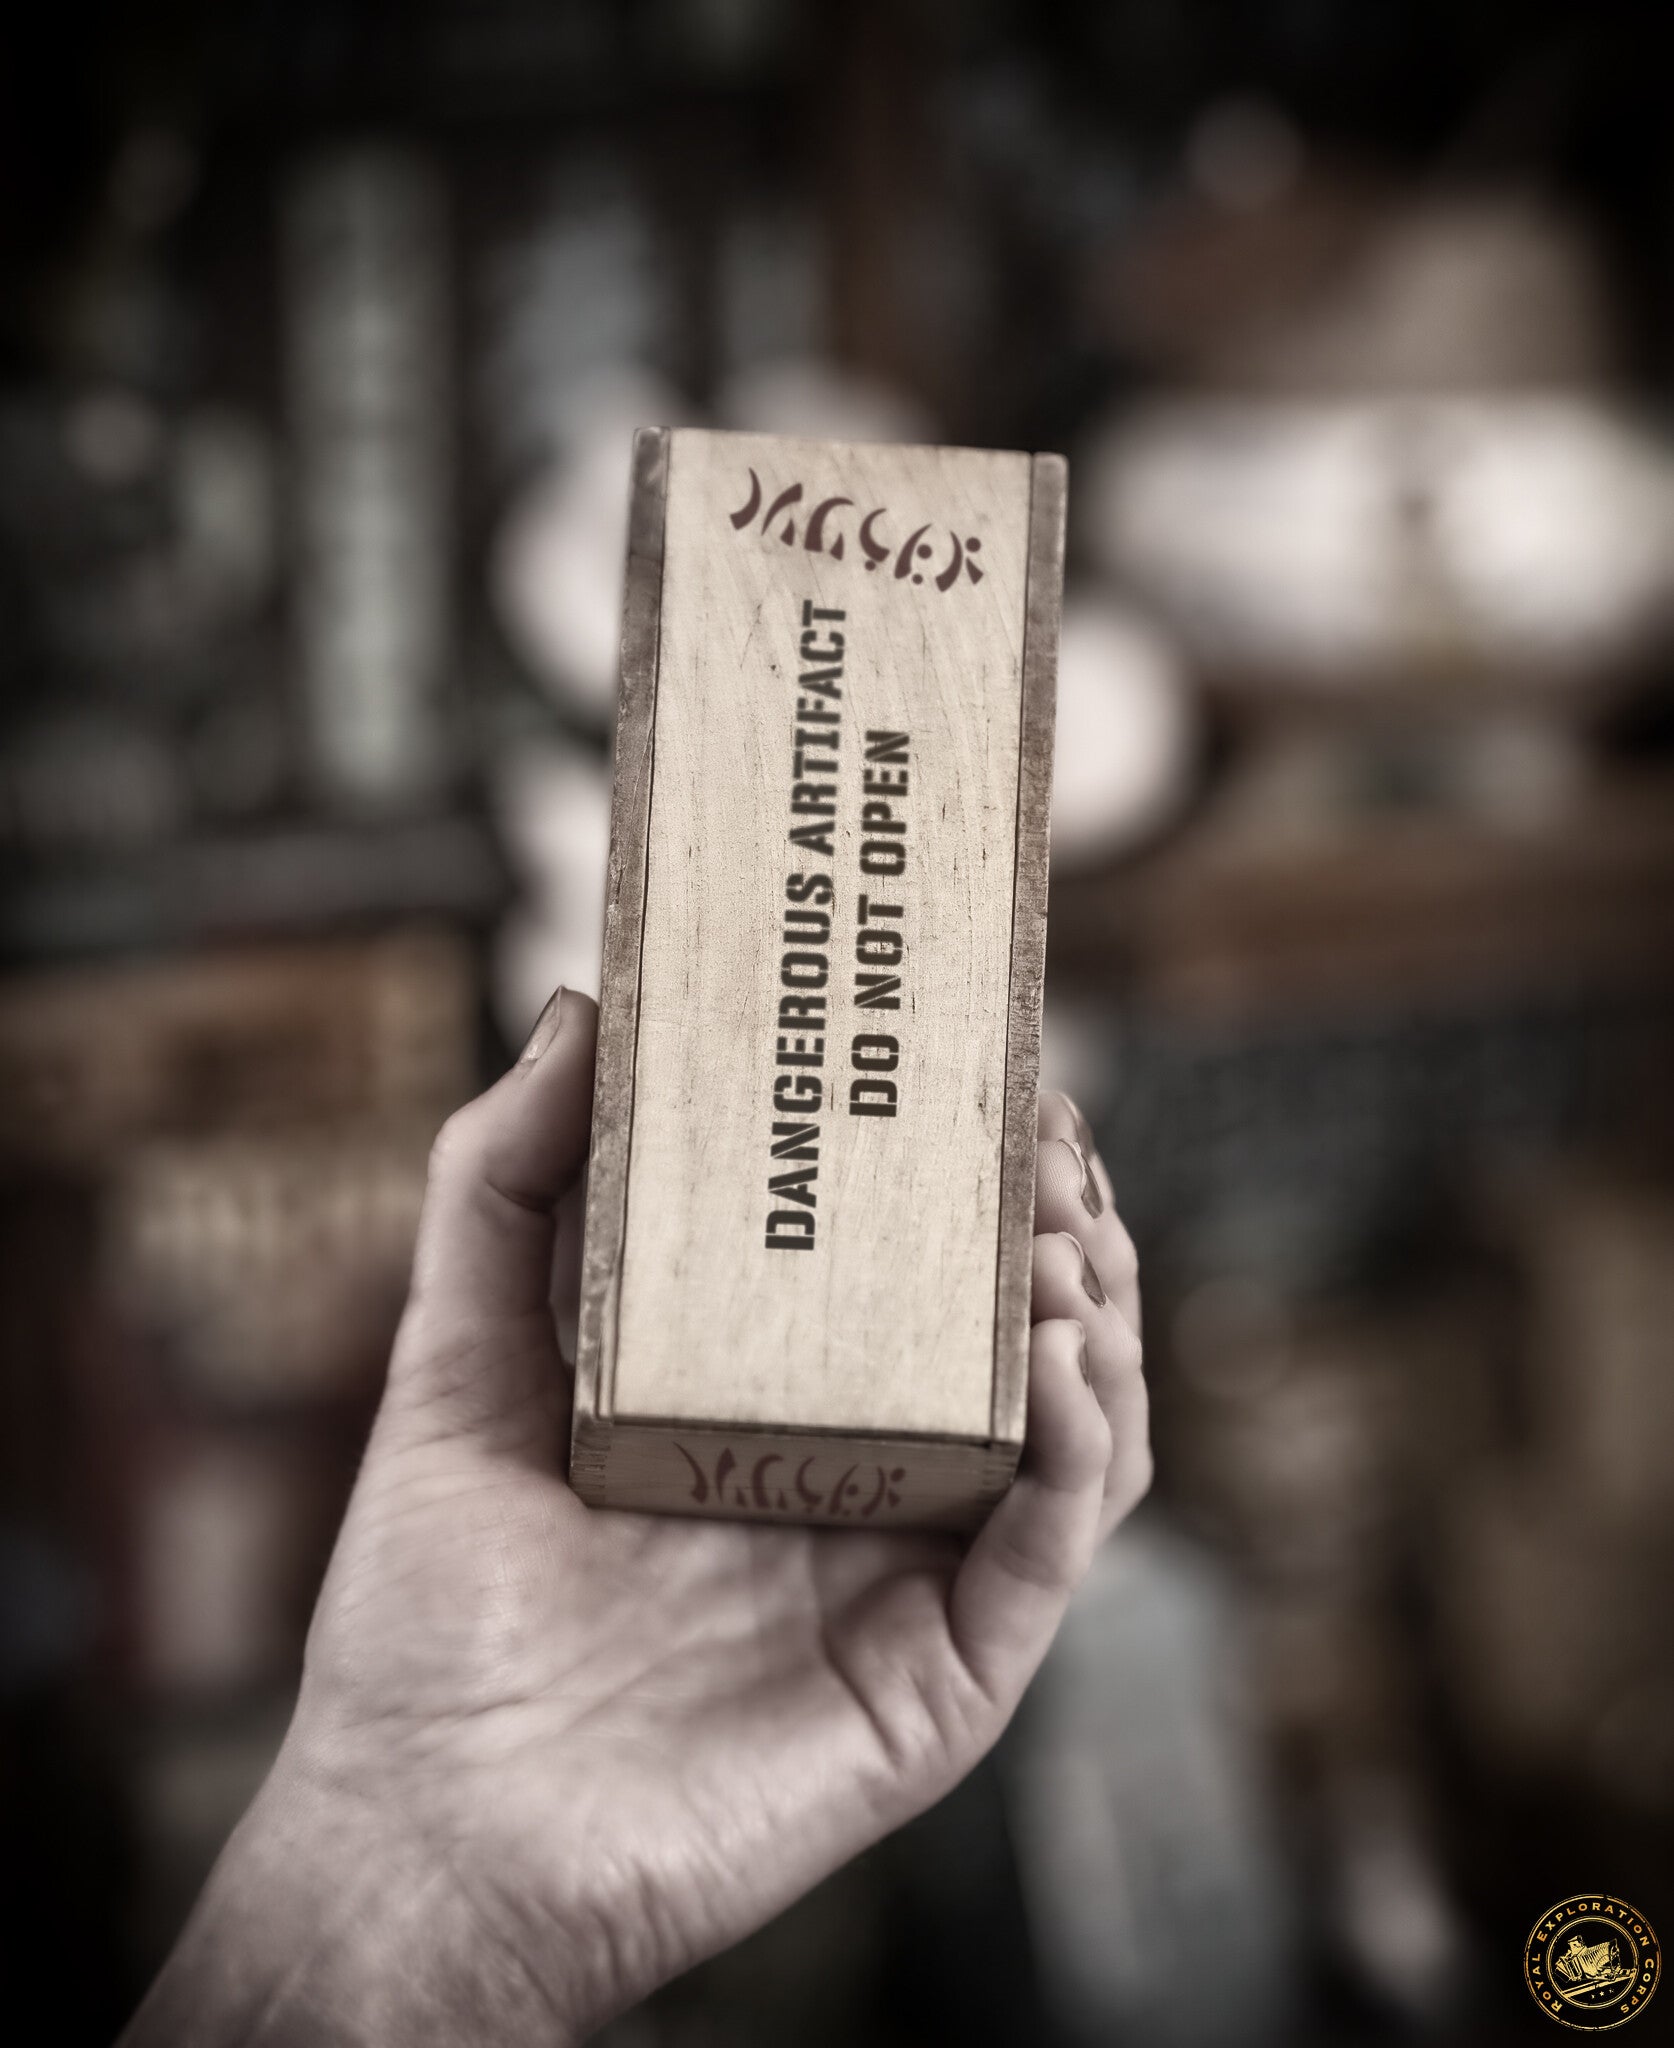 DANGEROUS ARTIFACT
DO NOT OPEN
ROYAL EXPLORATION CORPS